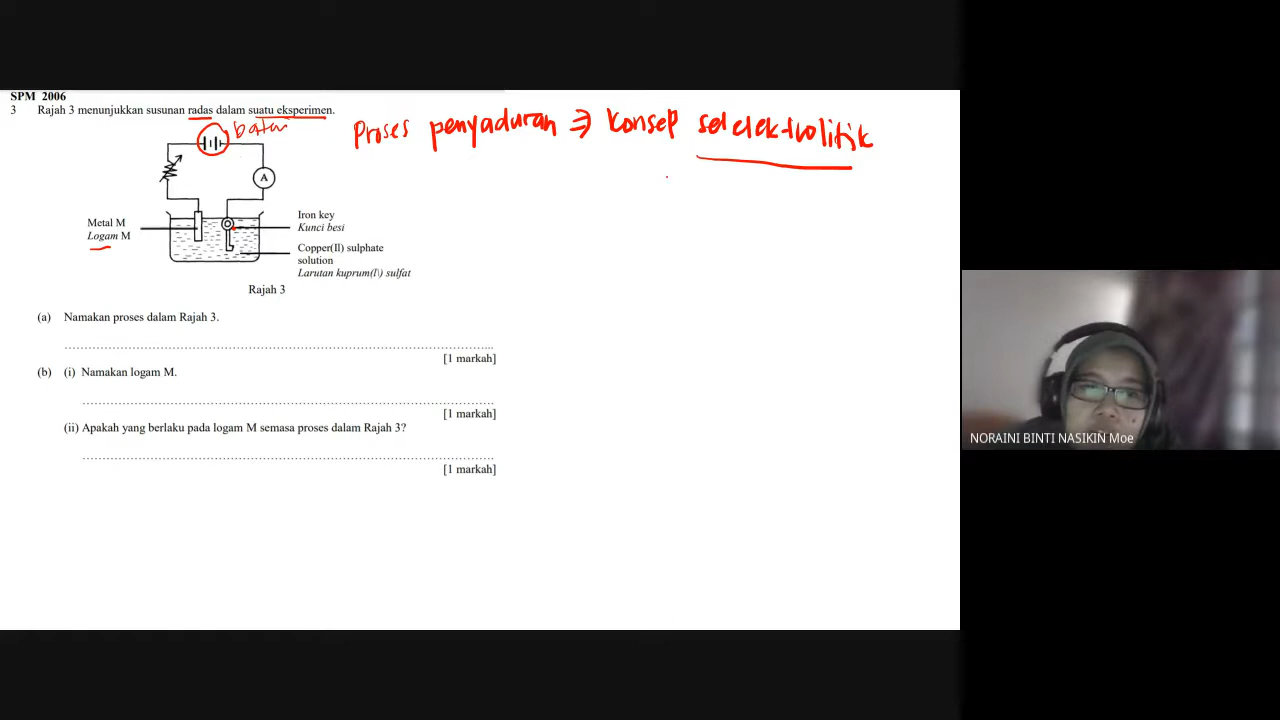 SPM 2006
3 Rajah 3 menunjukkan susunan radas dalam suatu eksperimen.
bateri
Proses penyaduran ⇒ konsep sel elektrolitik
A
Metal M
Logam M
Iron key
Kunci besi
Copper(II) sulphate
solution
Larutan kuprum(I\) sulfat
Rajah 3
(a) Namakan proses dalam Rajah 3.
[1 markah]
(b) (i) Namakan logam M.
[1 markah]
(ii) Apakah yang berlaku pada logam M semasa proses dalam Rajah 3?
[1 markah]
NORAINI BINTI NASIKIN Moe